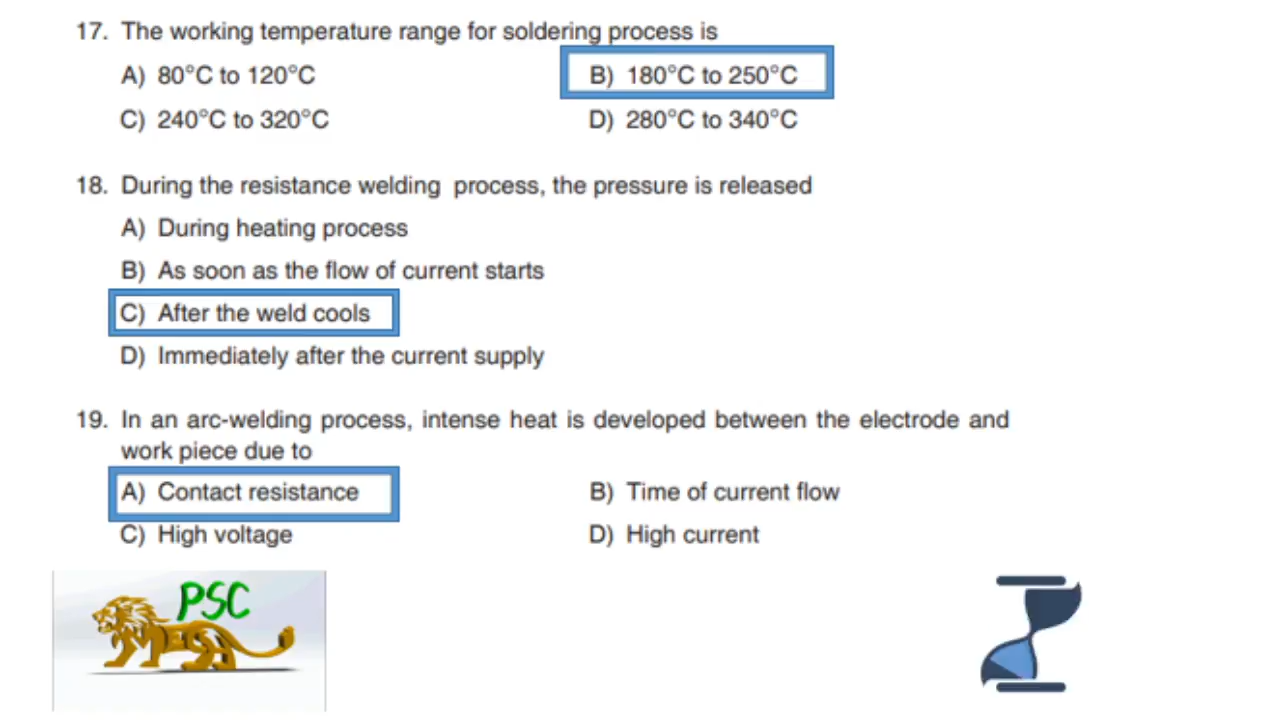 17. The working temperature range for soldering process is
A) 80°C to 120°C B) 180°C to 250°C
C) 240°C to 320°C D) 280°C to 340°C
18. During the resistance welding process, the pressure is released
A) During heating process
B) As soon as the flow of current starts
C) After the weld cools
D) Immediately after the current supply
19. In an arc-welding process, intense heat is developed between the electrode and
work piece due to
A) Contact resistance B) Time of current flow
C) High voltage D) High current
PSC